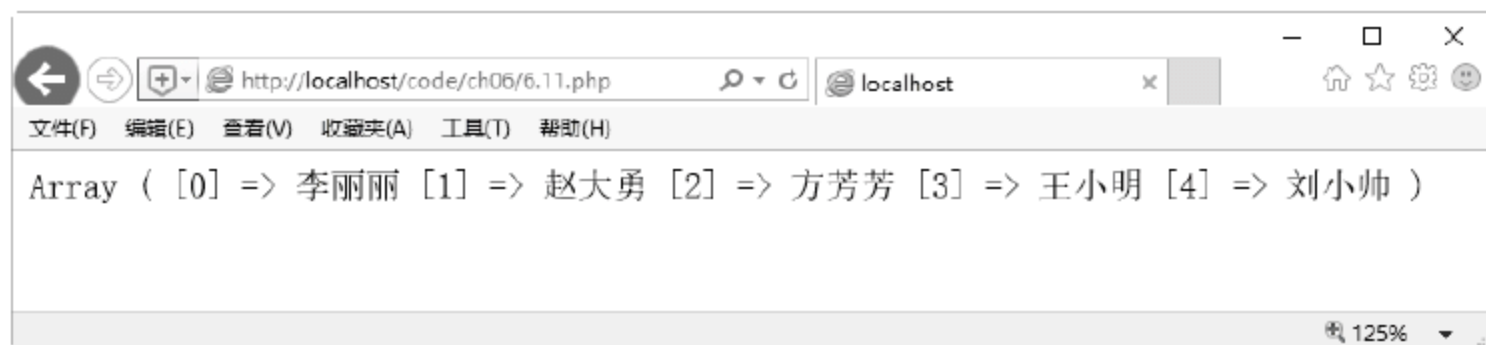 http://localhost/code/ch06/6.11.php localhost
文件(F) 编辑(E) 查看(V) 收藏夹(A) 工具(T) 帮助(H)
Array ( [0] => 李丽丽 [1] => 赵大勇 [2] => 方芳芳 [3] => 王小明 [4] => 刘小帅 )
125%